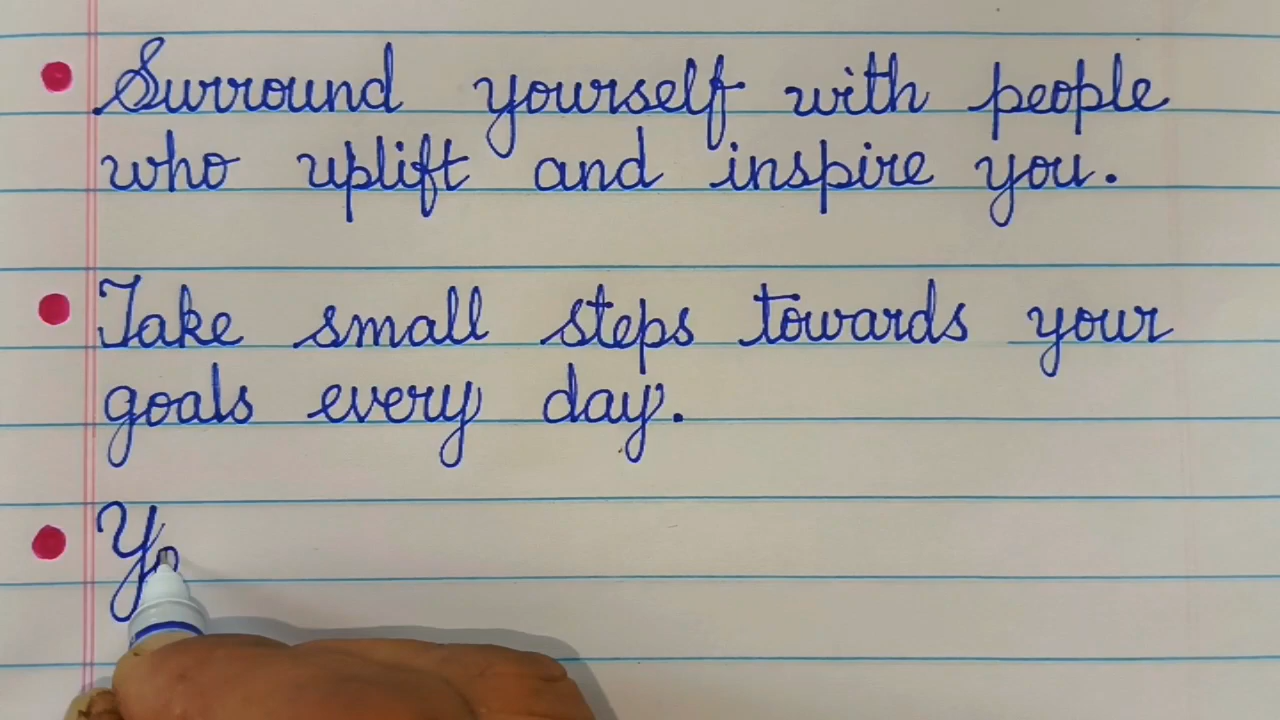 Surround yourself with people
who uplift and inspire you.
Take small steps towards your
goals every day.
Yo